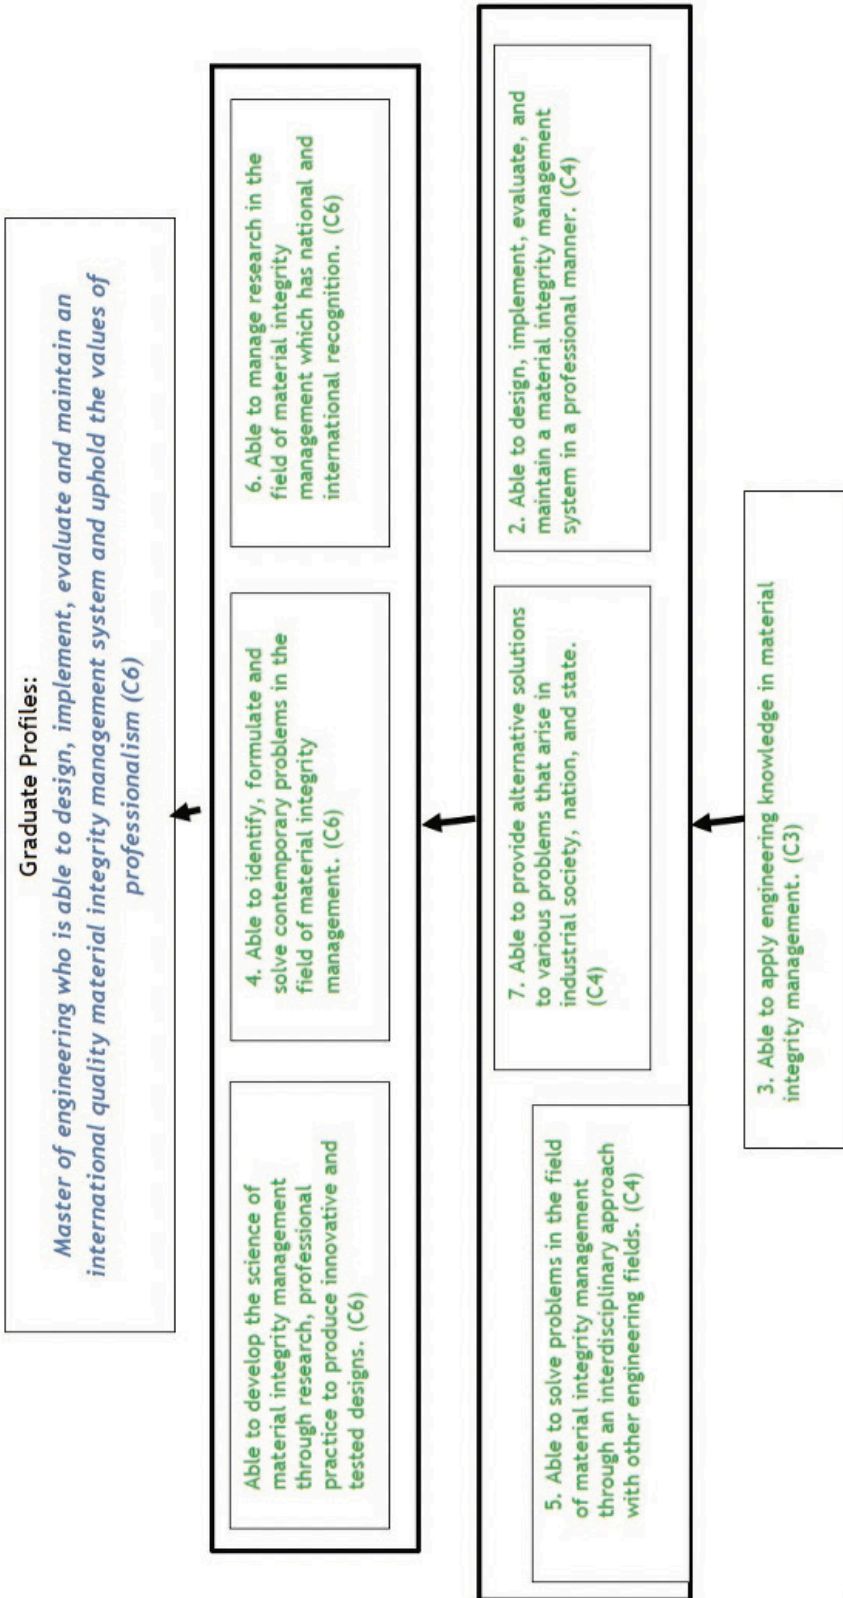 Graduate Profiles:
Master of engineering who is able to design, implement, evaluate and maintain an
international quality material integrity management system and uphold the values of
professionalism (C6)
Able to develop the science of
material integrity management
through research, professional
practice to produce innovative and
tested designs. (C6)
4. Able to identify, formulate and
solve contemporary problems in the
field of material integrity
management. (C6)
6. Able to manage research in the
field of material integrity
management which has national and
international recognition. (C6)
5. Able to solve problems in the field
of material integrity management
through an interdisciplinary approach
with other engineering fields. (C4)
7. Able to provide alternative solutions
to various problems that arise in
industrial society, nation, and state.
(C4)
2. Able to design, implement, evaluate, and
maintain a material integrity management
system in a professional manner. (C4)
3. Able to apply engineering knowledge in material
integrity management. (C3)